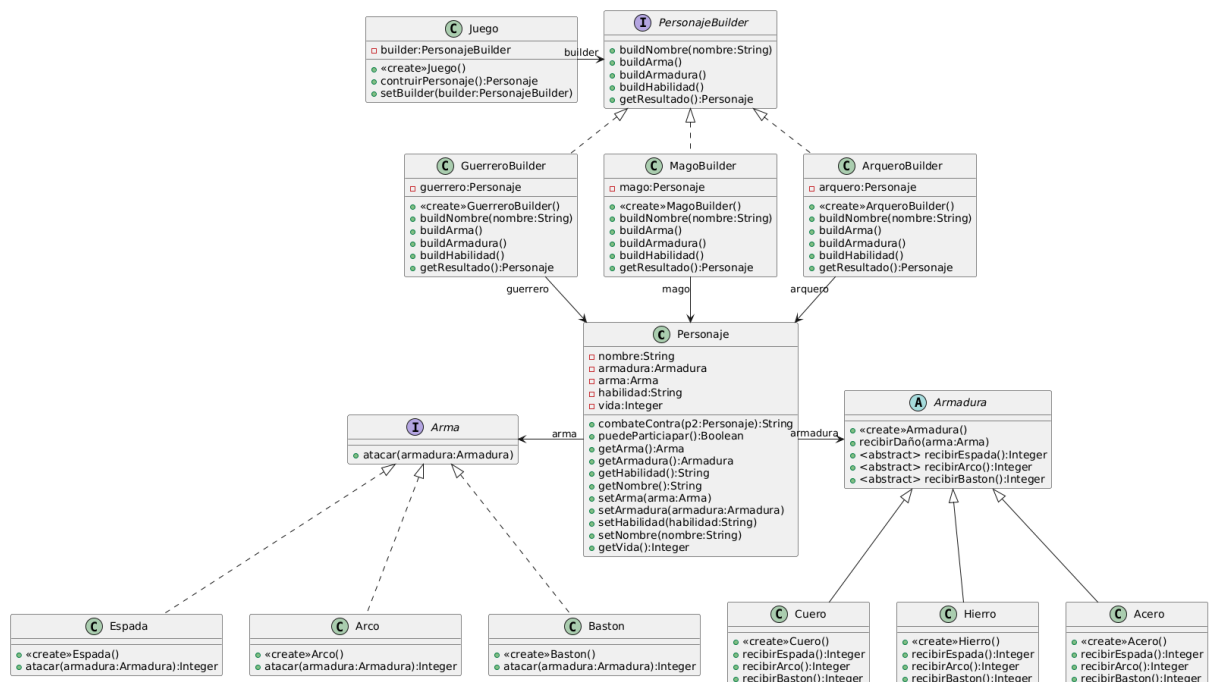 C Juego
builder:PersonajeBuilder
«create»Juego()
contruirPersonaje():Personaje
setBuilder(builder:PersonajeBuilder)
builder
I PersonajeBuilder
buildNombre(nombre:String)
buildArma()
buildArmadura()
buildHabilidad()
getResultado():Personaje
C GuerreroBuilder
guerrero:Personaje
«create»GuerreroBuilder()
buildNombre(nombre:String)
buildArma()
buildArmadura()
buildHabilidad()
getResultado():Personaje
C MagoBuilder
mago:Personaje
«create»MagoBuilder()
buildNombre(nombre:String)
buildArma()
buildArmadura()
buildHabilidad()
getResultado():Personaje
C ArqueroBuilder
arquero:Personaje
«create»ArqueroBuilder()
buildNombre(nombre:String)
buildArma()
buildArmadura()
buildHabilidad()
getResultado():Personaje
guerrero
mago
arquero
C Personaje
nombre:String
armadura:Armadura
arma:Arma
habilidad:String
vida:Integer
combateContra(p2:Personaje):String
puedeParticiapar():Boolean
getArma():Arma
getArmadura():Armadura
getHabilidad():String
getNombre():String
setArma(arma:Arma)
setArmadura(armadura:Armadura)
setHabilidad(habilidad:String)
setNombre(nombre:String)
getVida():Integer
arma
armadura
I Arma
atacar(armadura:Armadura)
A Armadura
«create»Armadura()
recibirDaño(arma:Arma)
<abstract> recibirEspada():Integer
<abstract> recibirArco():Integer
<abstract> recibirBaston():Integer
C Espada
«create»Espada()
atacar(armadura:Armadura):Integer
C Arco
«create»Arco()
atacar(armadura:Armadura):Integer
C Baston
«create»Baston()
atacar(armadura:Armadura):Integer
C Cuero
«create»Cuero()
recibirEspada():Integer
recibirArco():Integer
recibirBaston():Integer
C Hierro
«create»Hierro()
recibirEspada():Integer
recibirArco():Integer
recibirBaston():Integer
C Acero
«create»Acero()
recibirEspada():Integer
recibirArco():Integer
recibirBaston():Integer